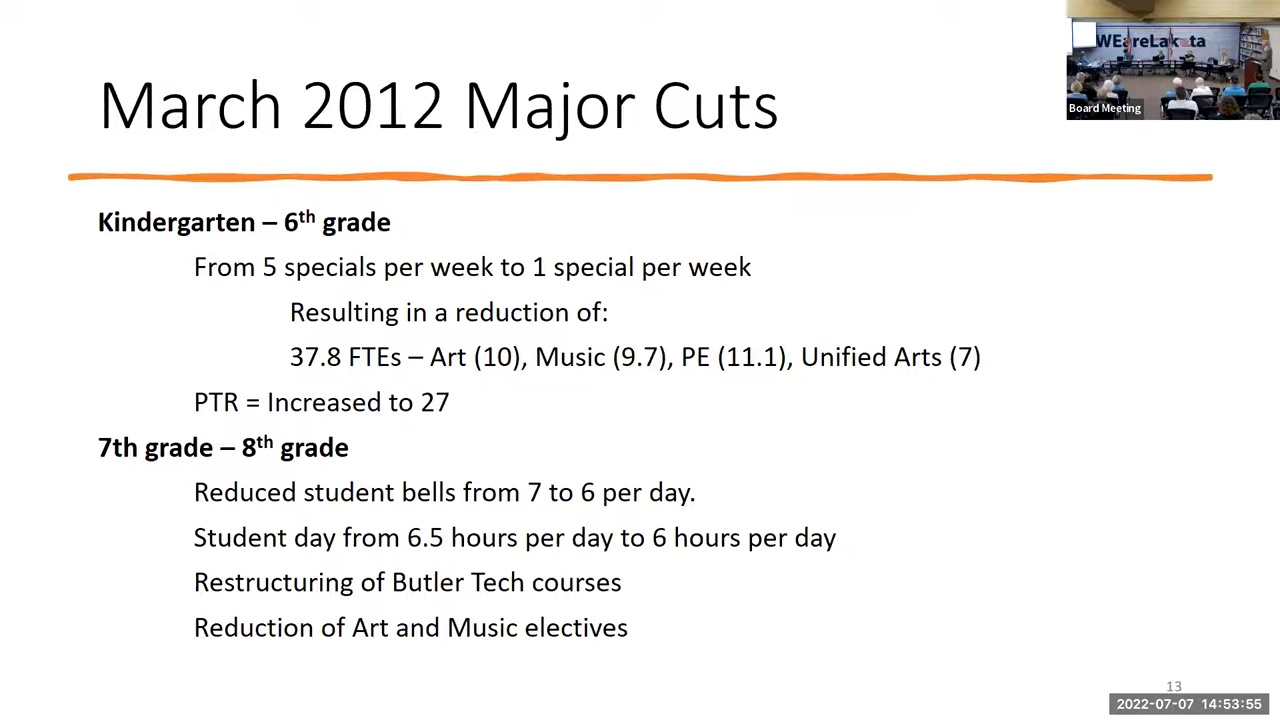 March 2012 Major Cuts
WEareLakota
Board Meeting
Kindergarten – 6th grade
From 5 specials per week to 1 special per week
Resulting in a reduction of:
37.8 FTEs – Art (10), Music (9.7), PE (11.1), Unified Arts (7)
PTR = Increased to 27
7th grade – 8th grade
Reduced student bells from 7 to 6 per day.
Student day from 6.5 hours per day to 6 hours per day
Restructuring of Butler Tech courses
Reduction of Art and Music electives
13
2022-07-07 14:53:55